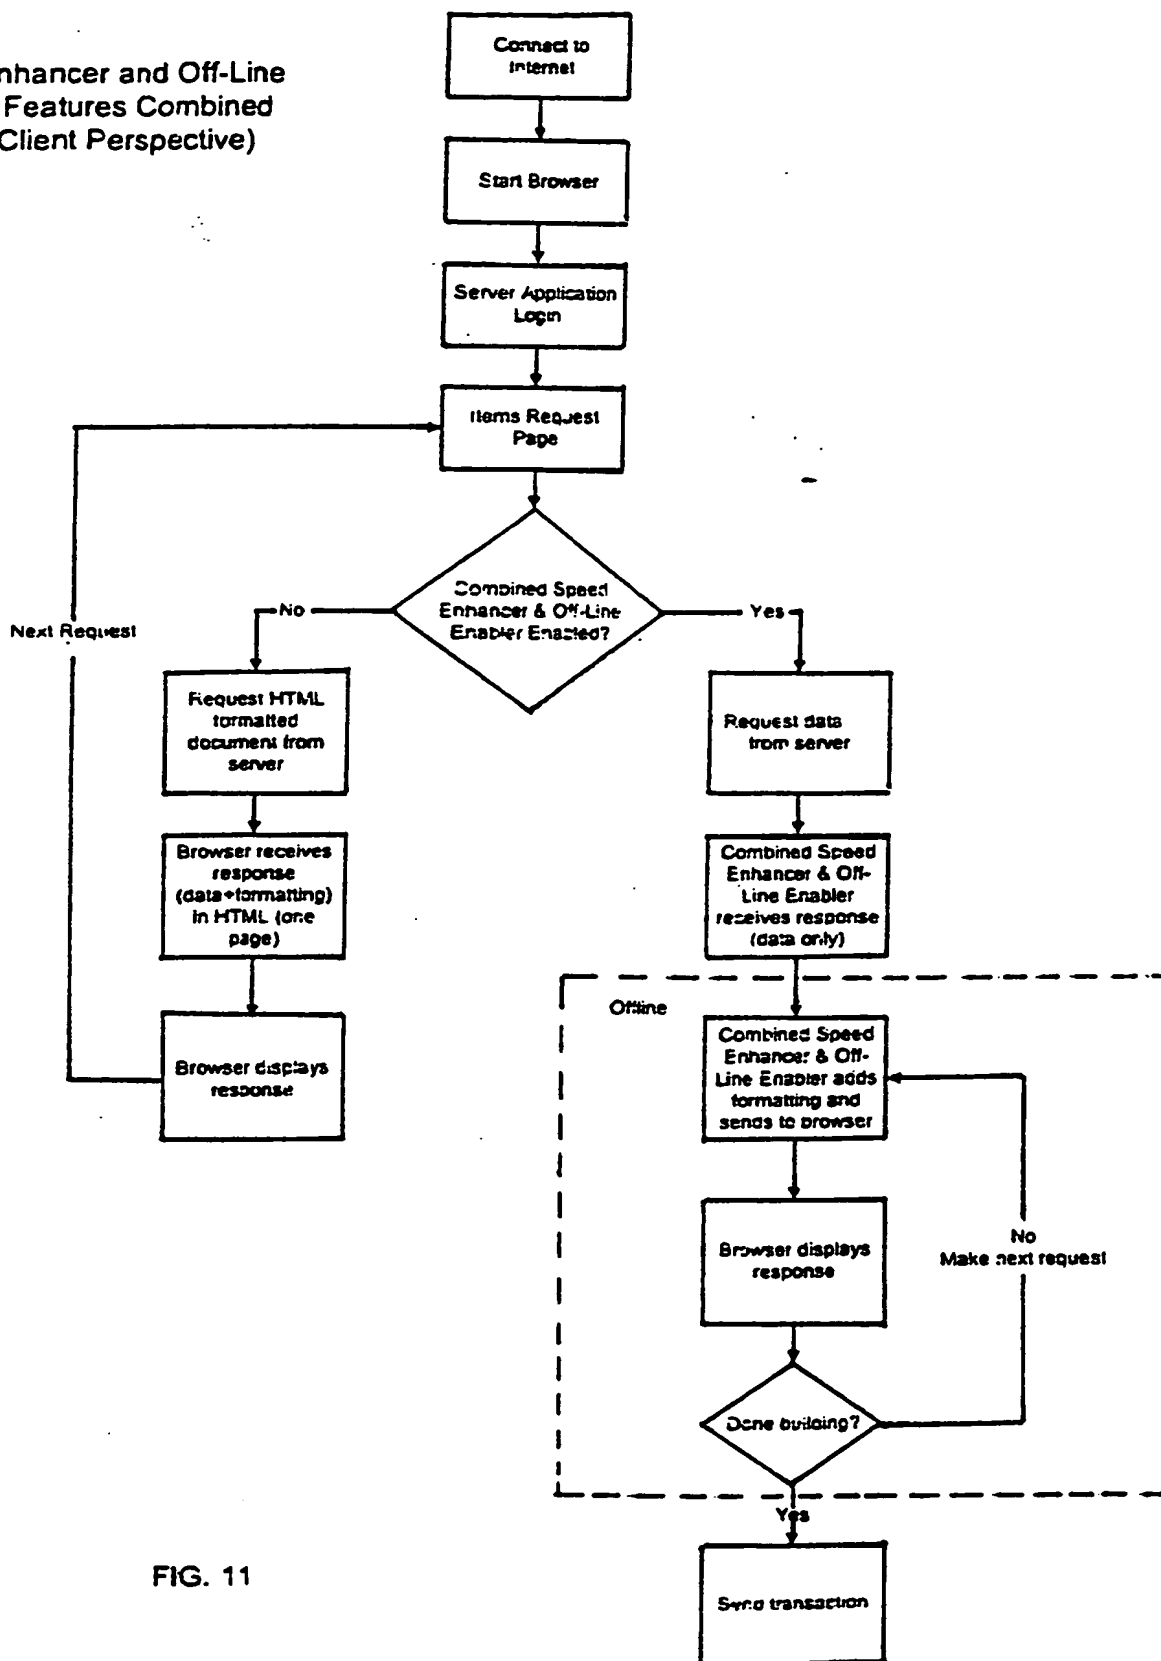 Connect to
Internet
nhancer and Off-Line
Features Combined
Client Perspective)
Start Browser
Server Application
Login
Items Request
Page
Combined Speed
Enhancer & Off-Line
Enabler Enabled?
No
Yes
Next Request
Request HTML
formatted
document from
server
Request data
from server
Browser receives
response
(data+formatting)
in HTML (one
page)
Combined Speed
Enhancer & Off-
Line Enabler
receives response
(data only)
Offline
Combined Speed
Enhancer & Off-
Line Enabler adds
formatting and
sends to browser
Browser displays
response
Browser displays
response
No
Make next request
Done building?
Yes
Send transaction
FIG. 11